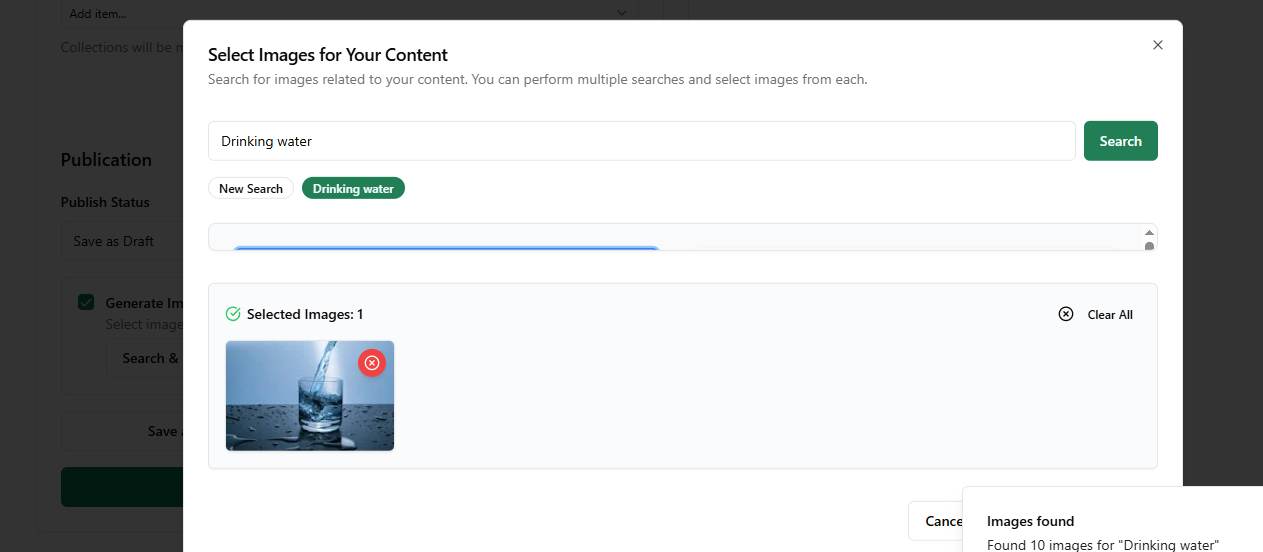 Add item...
Collections will be m
Publication
Publish Status
Save as Draft
Generate Im
Select image
Search &
Save a
Select Images for Your Content
Search for images related to your content. You can perform multiple searches and select images from each.
Drinking water
Search
New Search
Drinking water
Selected Images: 1
Clear All
Cance
Images found
Found 10 images for "Drinking water"